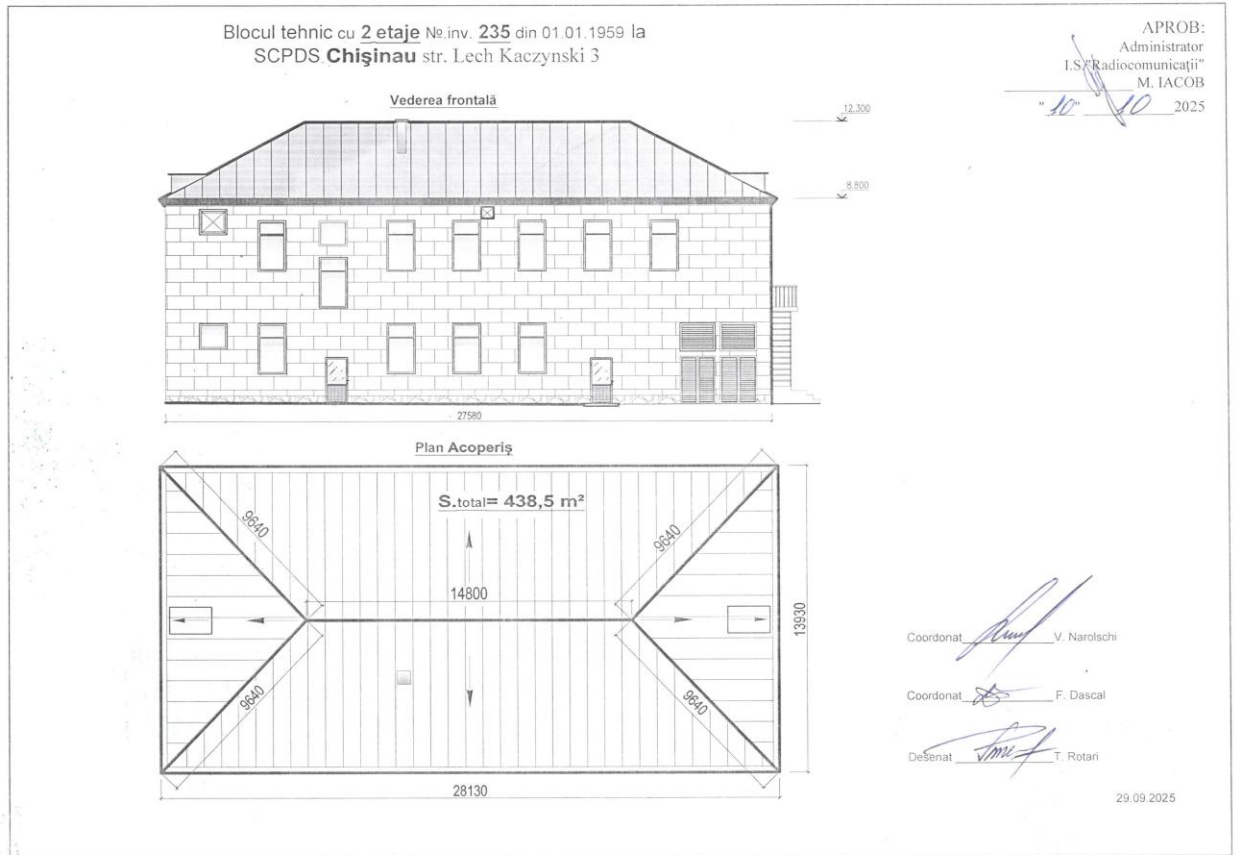 Blocul tehnic cu 2 etaje №.inv. 235 din 01.01.1959 la
SCPDS Chişinau str. Lech Kaczynski 3
APROB:
Administrator
I.S."Radiocomunicaţii"
M. IACOB
"10" 10 2025
Vederea frontală
12.300
8.800
27580
Plan Acoperiş
S.total= 438,5 m²
9640
9640
14800
13930
9640
9640
28130
Coordonat V. Narolschi
Coordonat F. Dascal
Desenat T. Rotari
29.09.2025